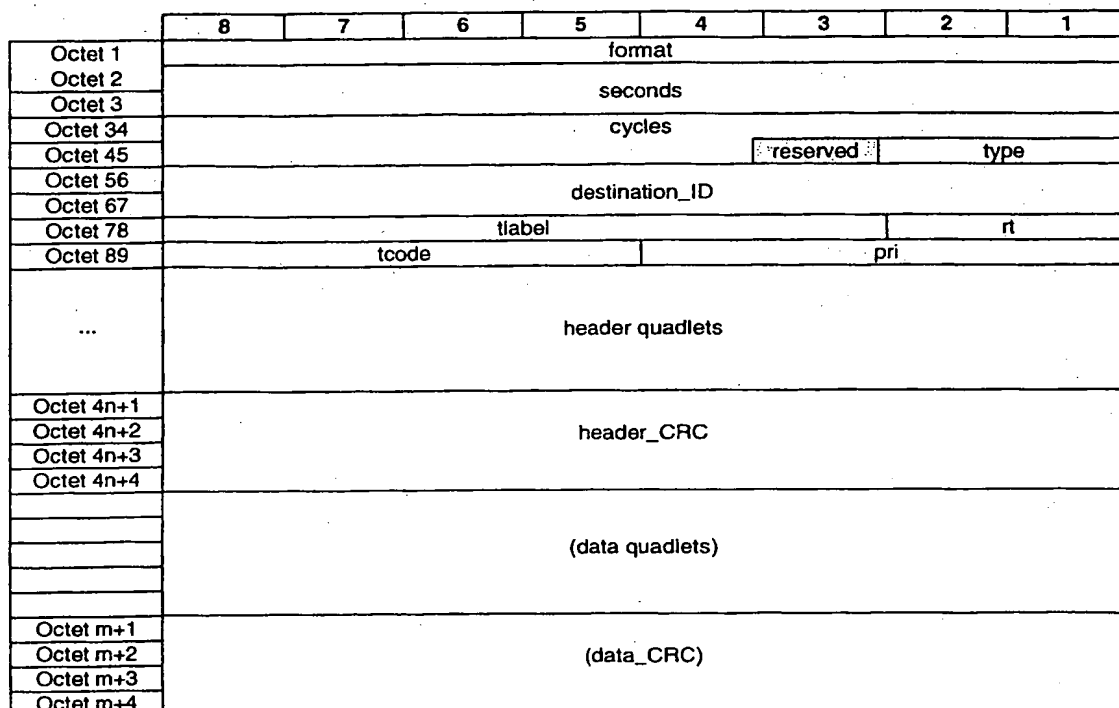 8 7 6 5 4 3 2 1
Octet 1 format
Octet 2
seconds
Octet 3
Octet 34 cycles
Octet 45 reserved type
Octet 56
destination_ID
Octet 67
Octet 78 tlabel rt
Octet 89 tcode pri
... header quadlets
Octet 4n+1
Octet 4n+2 header_CRC
Octet 4n+3
Octet 4n+4
(data quadlets)
Octet m+1
Octet m+2 (data_CRC)
Octet m+3
Octet m+4